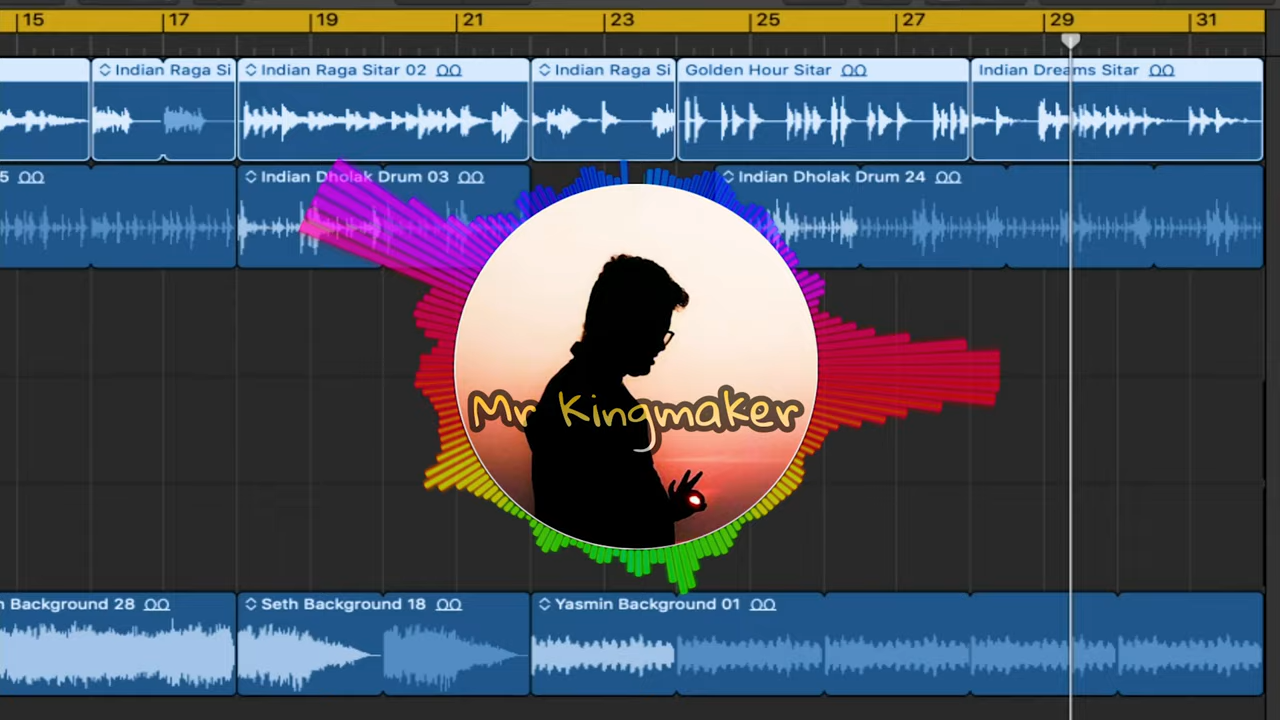 15 17 19 21 23 25 27 29 31
Indian Raga Si Indian Raga Sitar 02 Indian Raga Si Golden Hour Sitar Indian Dreams Sitar
5 Indian Dholak Drum 03 Indian Dholak Drum 24
Mr Kingmaker
Background 28 Seth Background 18 Yasmin Background 01